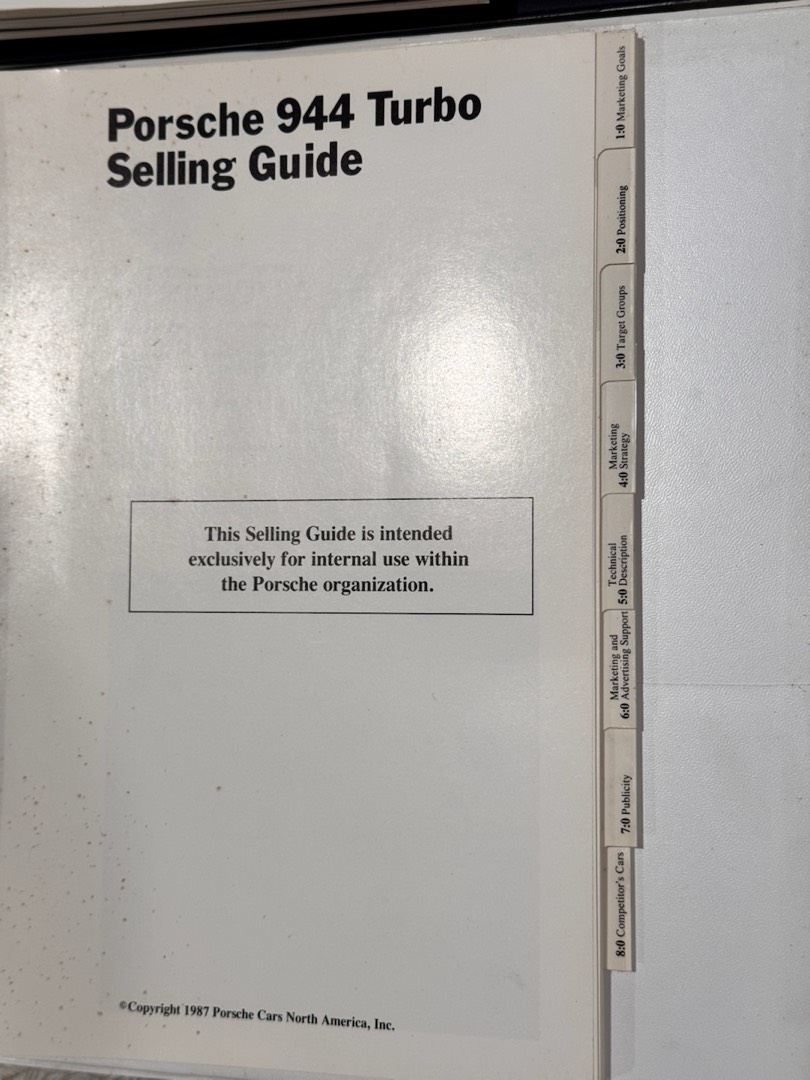 Porsche 944 Turbo
Selling Guide
This Selling Guide is intended
exclusively for internal use within
the Porsche organization.
©Copyright 1987 Porsche Cars North America, Inc.
1:0 Marketing Goals
2:0 Positioning
3:0 Target Groups
Marketing
4:0 Strategy
Technical
5:0 Description
Marketing and
6:0 Advertising Support
7:0 Publicity
8:0 Competitor's Cars